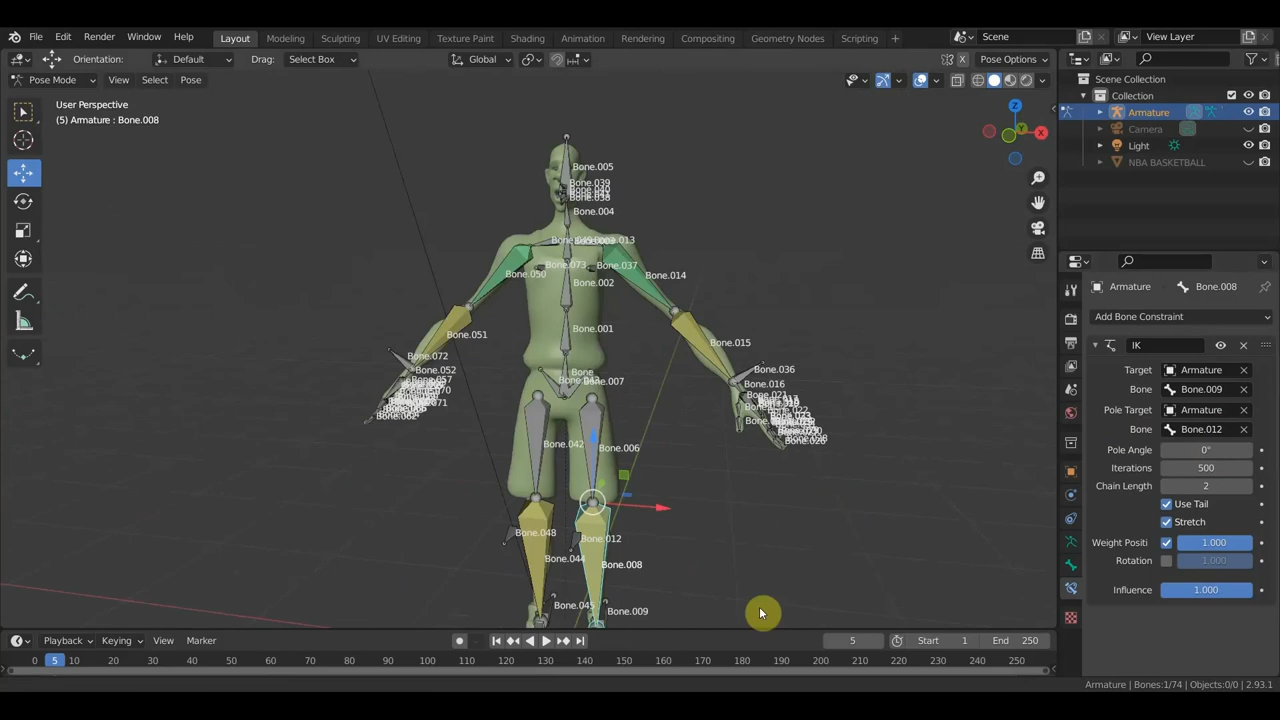 File Edit Render Window Help Layout Modeling Sculpting UV Editing Texture Paint Shading Animation Rendering Compositing Geometry Nodes Scripting + Scene View Layer
Orientation: Default Drag: Select Box Global Pose Options
Pose Mode View Select Pose
User Perspective
(5) Armature : Bone.008
Scene Collection
Collection
Armature
Camera
Light
NBA BASKETBALL
Z
Y
X
Bone.005
Bone.039
Bone.038
Bone.004
Bone.013
Bone.050
Bone.073
Bone.037
Bone.014
Bone.002
Bone.051
Bone.001
Bone.015
Bone.072
Bone.052
Bone.057
Bone
Bone.007
Bone.036
Bone.016
Bone.021
Bone.022
Bone.042
Bone.006
Bone.048
Bone.012
Bone.044
Bone.008
Bone.045
Bone.009
Armature Bone.008
Add Bone Constraint
IK
Target Armature
Bone Bone.009
Pole Target Armature
Bone Bone.012
Pole Angle 0°
Iterations 500
Chain Length 2
Use Tail
Stretch
Weight Positi 1.000
Rotation 1.000
Influence 1.000
Playback Keying View Marker 5 Start 1 End 250
0 5 10 20 30 40 50 60 70 80 90 100 110 120 130 140 150 160 170 180 190 200 210 220 230 240 250
Armature | Bones:1/74 | Objects:0/0 | 2.93.1